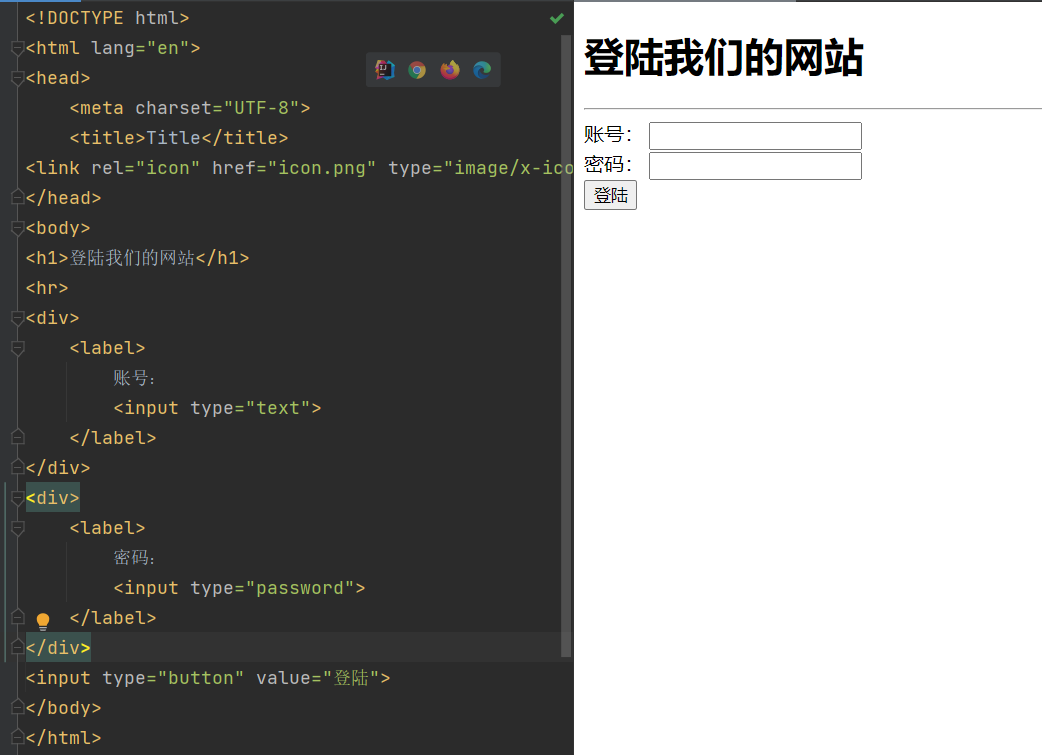 <!DOCTYPE html>
<html lang="en">
<head>
<meta charset="UTF-8">
<title>Title</title>
<link rel="icon" href="icon.png" type="image/x-ico
</head>
<body>
<h1>登陆我们的网站</h1>
<hr>
<div>
<label>
账号：
<input type="text">
</label>
</div>
<div>
<label>
密码：
<input type="password">
</label>
</div>
<input type="button" value="登陆">
</body>
</html>
登陆我们的网站
账号：
密码：
登陆